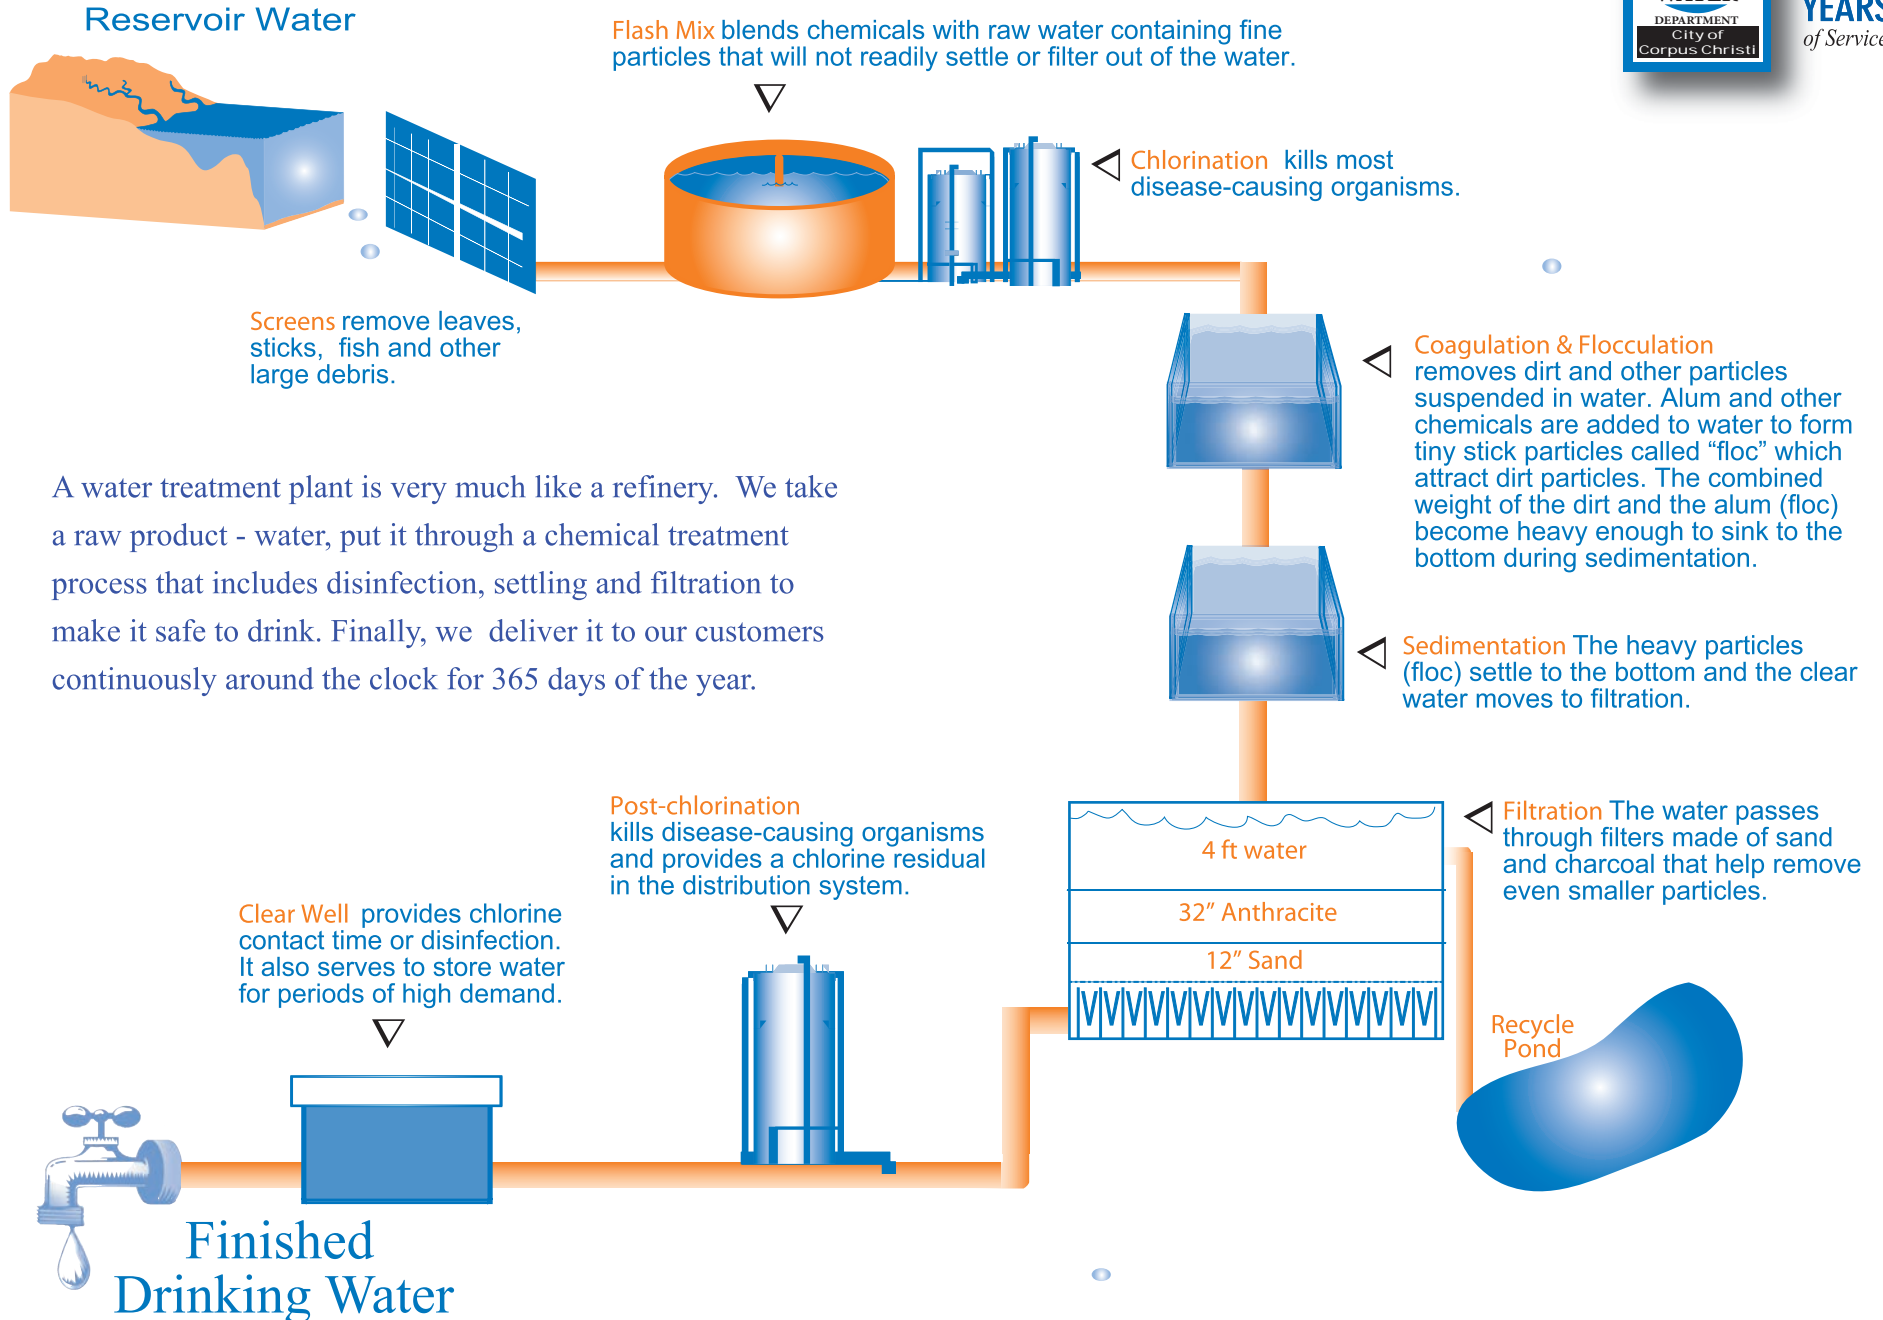 Reservoir Water
Flash Mix blends chemicals with raw water containing fine
particles that will not readily settle or filter out of the water.
DEPARTMENT
City of
Corpus Christi
YEARS
of Service
Chlorination kills most
disease-causing organisms.
Screens remove leaves,
sticks, fish and other
large debris.
Coagulation & Flocculation
removes dirt and other particles
suspended in water. Alum and other
chemicals are added to water to form
tiny stick particles called “floc” which
attract dirt particles. The combined
weight of the dirt and the alum (floc)
become heavy enough to sink to the
bottom during sedimentation.
A water treatment plant is very much like a refinery. We take
a raw product - water, put it through a chemical treatment
process that includes disinfection, settling and filtration to
make it safe to drink. Finally, we deliver it to our customers
continuously around the clock for 365 days of the year.
Sedimentation The heavy particles
(floc) settle to the bottom and the clear
water moves to filtration.
Filtration The water passes
through filters made of sand
and charcoal that help remove
even smaller particles.
4 ft water
32” Anthracite
12” Sand
Recycle
Pond
Post-chlorination
kills disease-causing organisms
and provides a chlorine residual
in the distribution system.
Clear Well provides chlorine
contact time or disinfection.
It also serves to store water
for periods of high demand.
Finished
Drinking Water